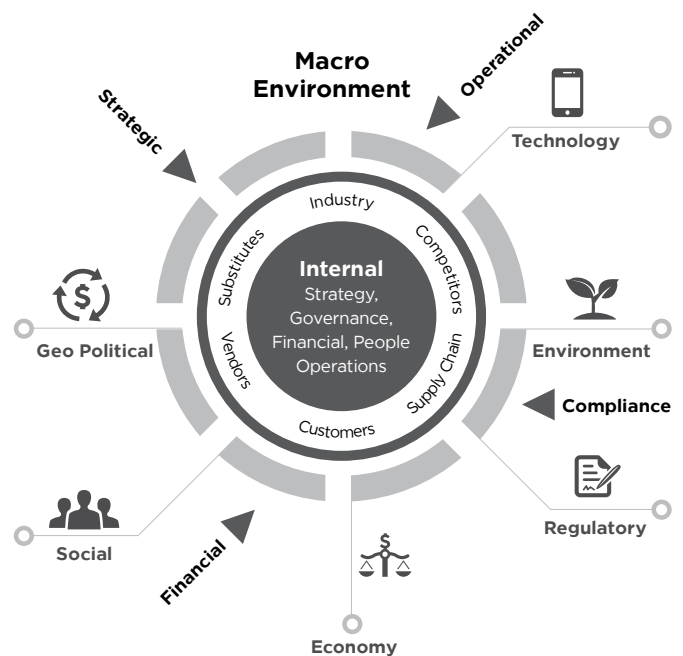 Macro
Environment
Operational
Strategic
Technology
Industry
Competitors
Substitutes
Internal
Strategy,
Governance,
Financial, People
Operations
Geo Political
Environment
Vendors
Supply Chain
Customers
Compliance
Regulatory
Social
Financial
$
$
Economy